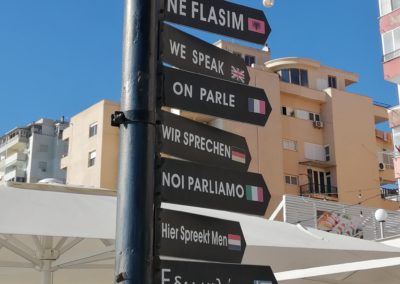 NE FLASIM
WE SPEAK
ON PARLE
WIR SPRECHEN
NOI PARLIAMO
Hier Spreekt Men